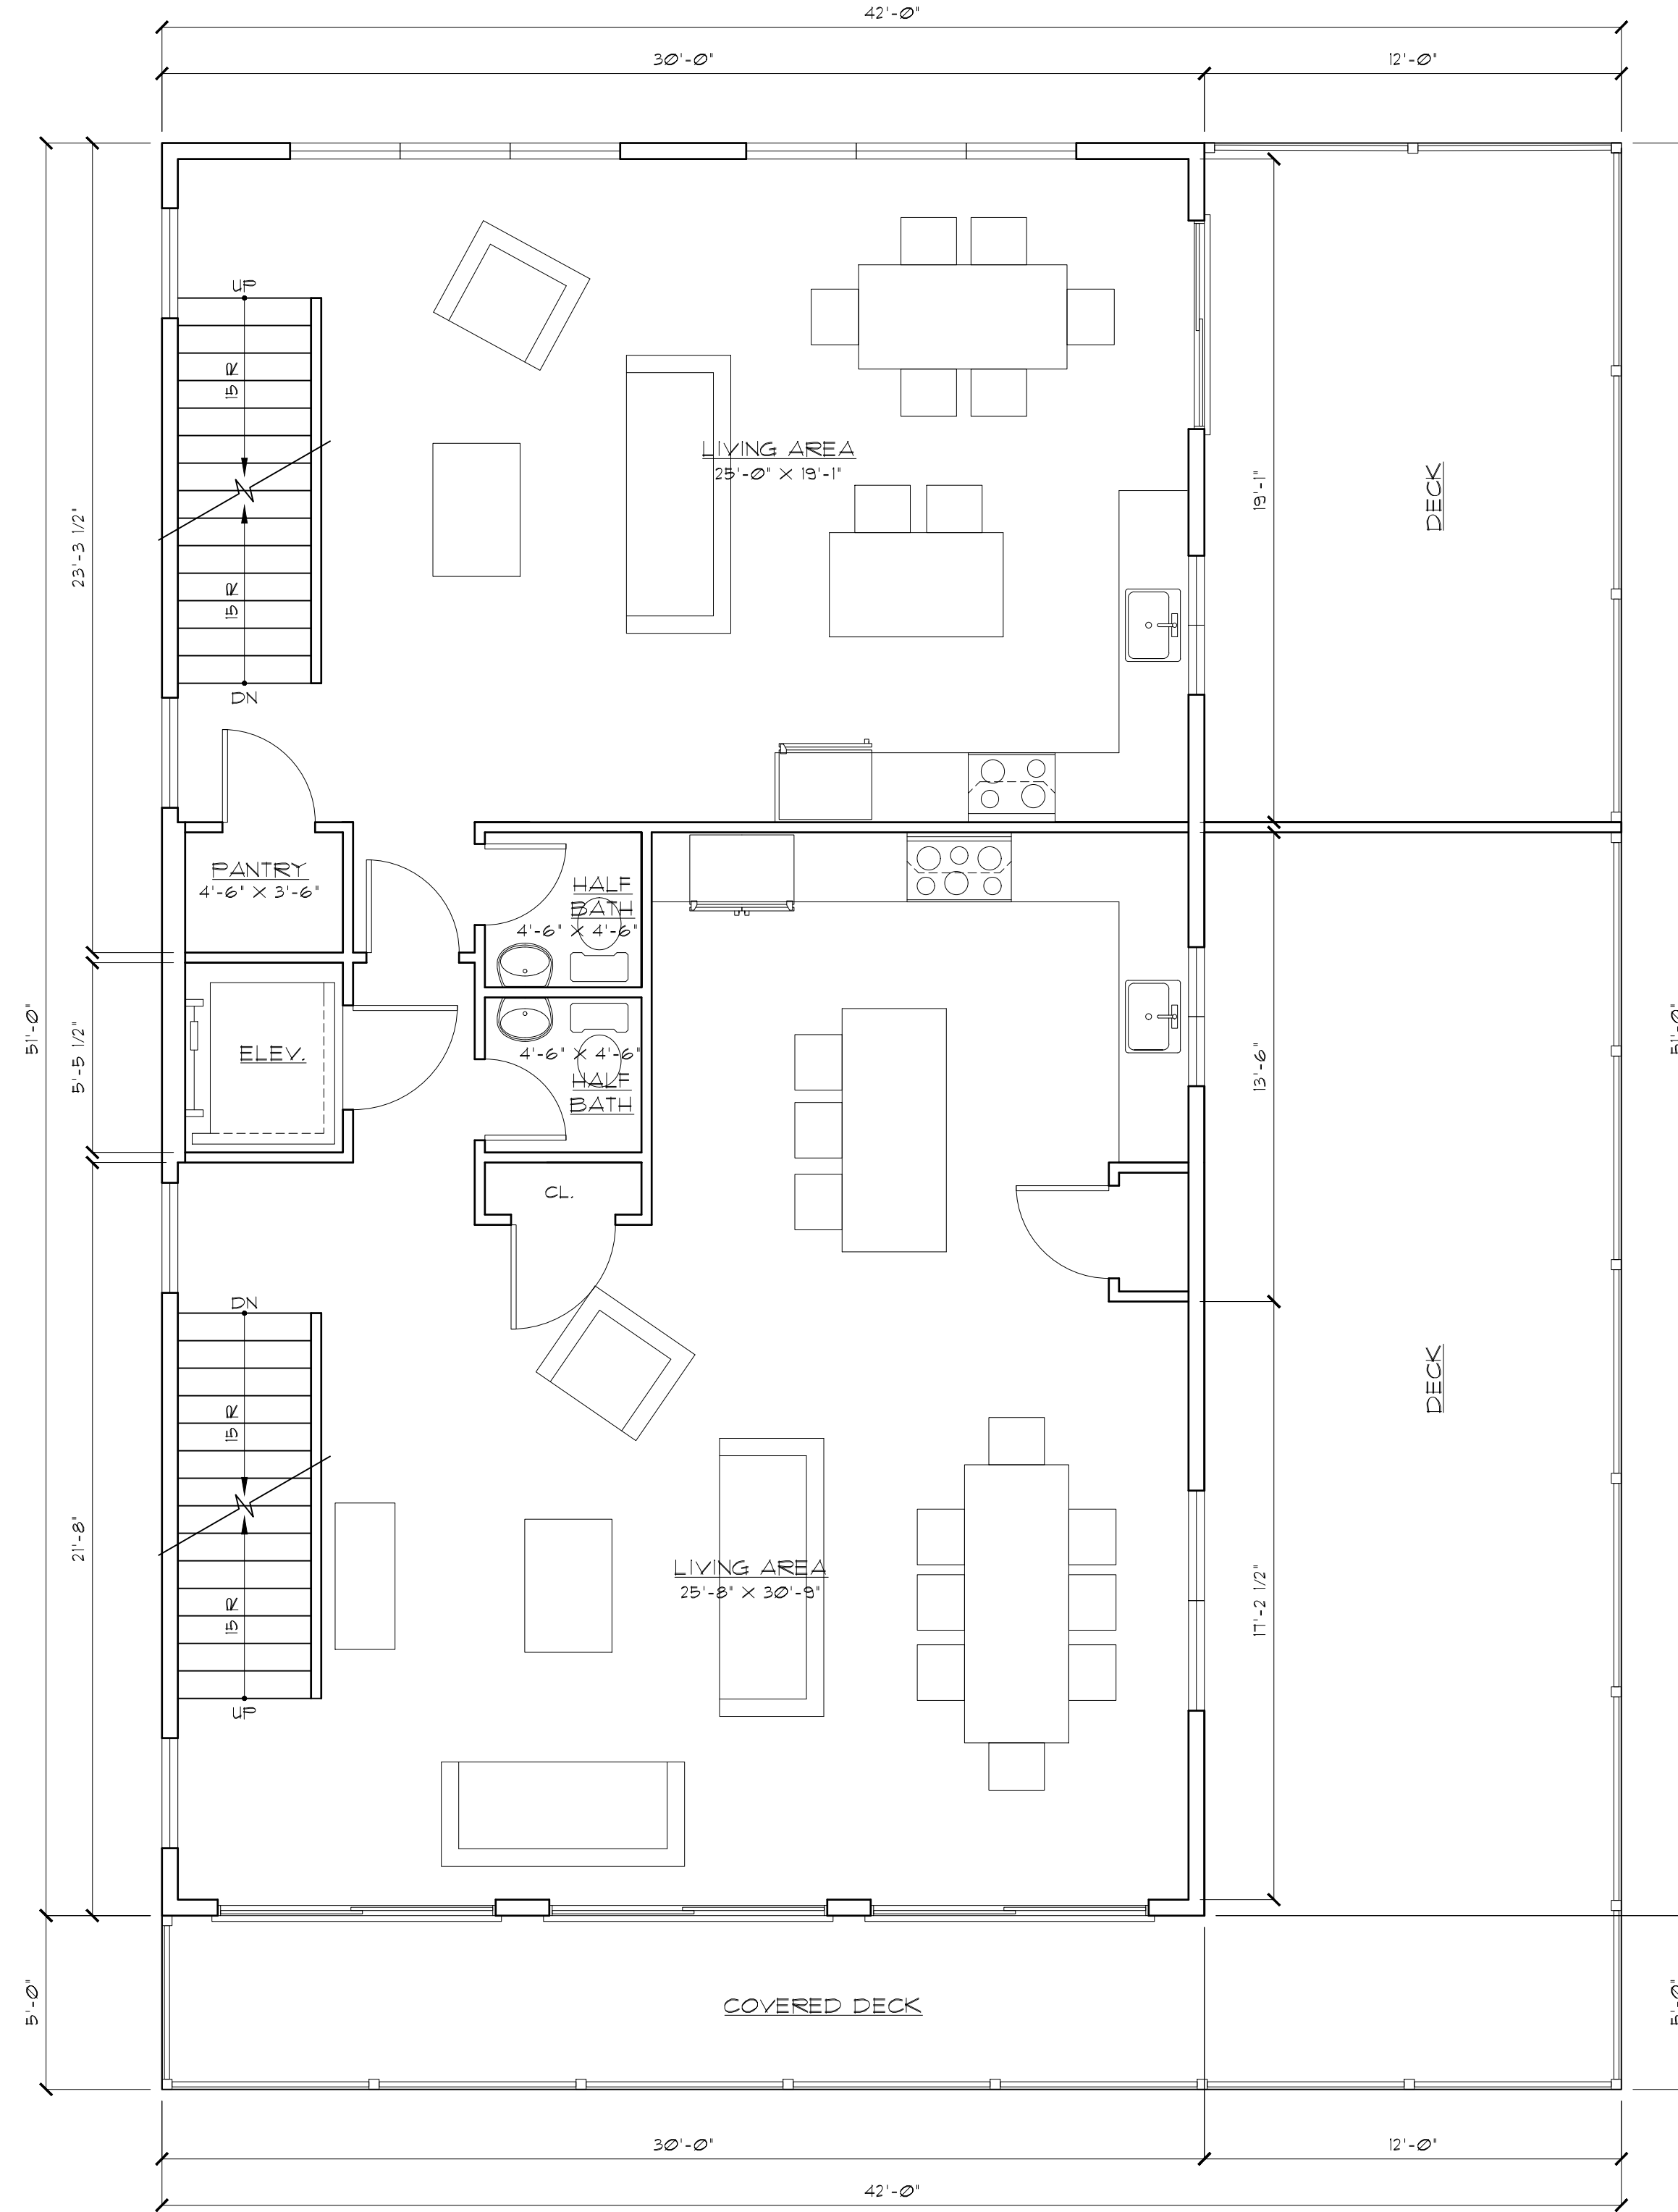 42'-0"
30'-0"
12'-0"
UP
15 R
LIVING AREA
25'-0" X 19'-1"
DECK
19'-1"
23'-3 1/2"
15 R
DN
PANTRY
4'-6" X 3'-6"
HALF
BATH
4'-6" X 4'-6"
51'-0"
5'-5 1/2"
ELEV.
4'-6" X 4'-6"
HALF
BATH
13'-6"
51'-0"
CL.
DN
15 R
DECK
21'-8"
LIVING AREA
25'-8" X 30'-9"
15 R
17'-2 1/2"
UP
5'-0"
COVERED DECK
5'-0"
30'-0"
12'-0"
42'-0"